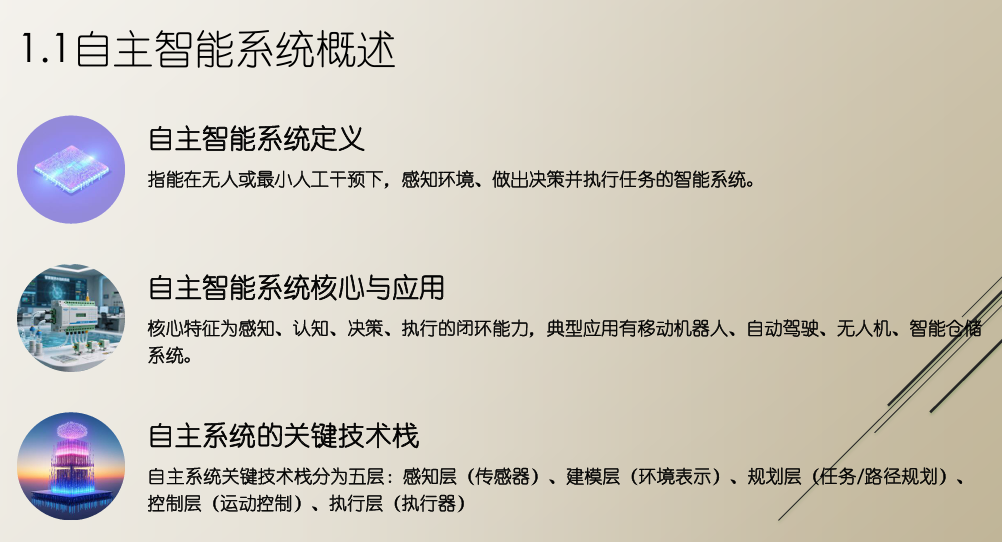 1.1自主智能系统概述
自主智能系统定义
指能在无人或最小人工干预下，感知环境、做出决策并执行任务的智能系统。
自主智能系统核心与应用
核心特征为感知、认知、决策、执行的闭环能力，典型应用有移动机器人、自动驾驶、无人机、智能仓储
系统。
自主系统的关键技术栈
自主系统关键技术栈分为五层：感知层（传感器）、建模层（环境表示）、规划层（任务/路径规划）、
控制层（运动控制）、执行层（执行器）